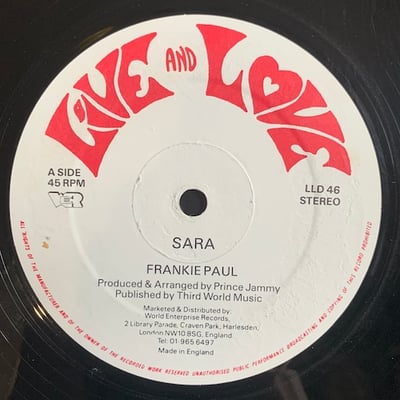 LIVE AND LOVE
A SIDE
45 RPM
WER
LLD 46
STEREO
SARA
FRANKIE PAUL
Produced & Arranged by Prince Jammy
Published by Third World Music
Marketed & Distributed by:
World Enterprise Records,
2 Library Parade, Craven Park, Harlesden,
London NW10 8SG, England
Tel: 01-965 6497
Made in England
ALL RIGHTS OF THE MANUFACTURER AND OF THE OWNER OF THE RECORDED WORK RESERVED UNAUTHORISED PUBLIC PERFORMANCE BROADCASTING AND COPYING OF THIS RECORD PROHIBITED